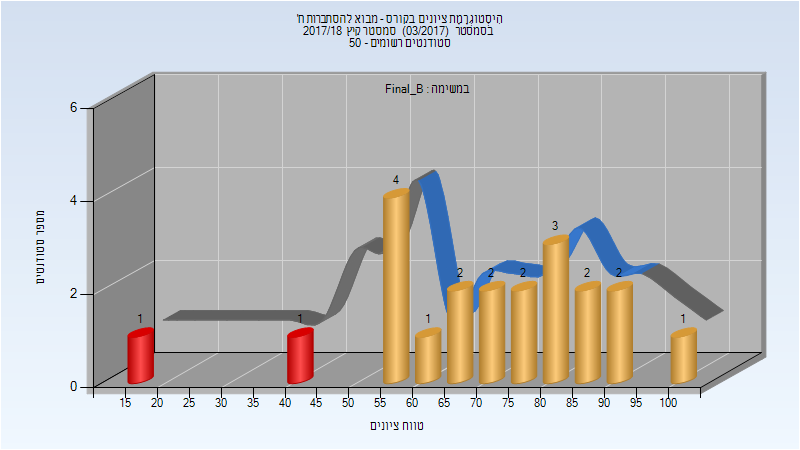 היסטוגרמת ציונים בקורס - מבוא להסתברות ח'
בסמסטר (03/2017) סמסטר קיץ 2017/18
סטודנטים רשומים - 50
במשימה : Final_B
מספר סטודנטים
6
4
2
0
1
1
4
1
2
2
2
3
2
2
1
15 20 30 35 40 45 55 60 65 70 75 80 85 90 95 100
טווח ציונים